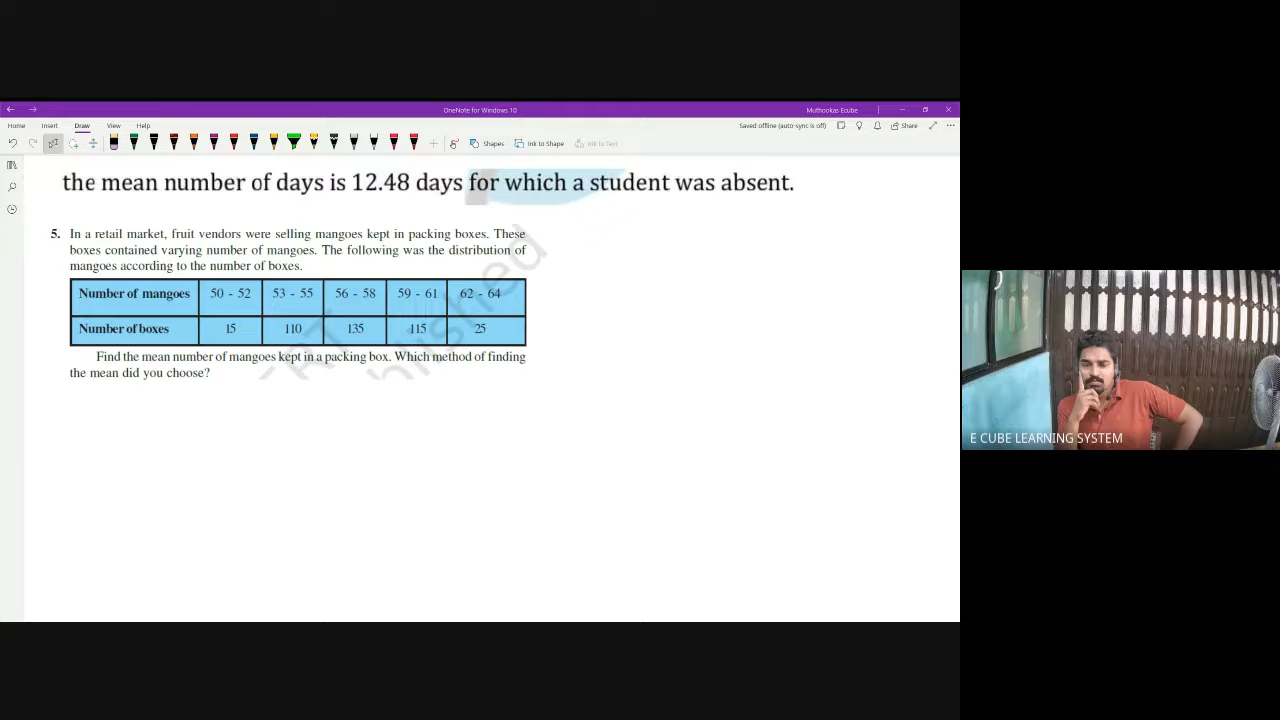 OneNote for Windows 10
Muthookas Ecube
Home Insert Draw View Help
Saved offline (auto-sync is off) Share
Shapes Ink to Shape Ink to Text
the mean number of days is 12.48 days for which a student was absent.
5. In a retail market, fruit vendors were selling mangoes kept in packing boxes. These
boxes contained varying number of mangoes. The following was the distribution of
mangoes according to the number of boxes.
Number of mangoes 50 - 52 53 - 55 56 - 58 59 - 61 62 - 64
Number of boxes 15 110 135 115 25
Find the mean number of mangoes kept in a packing box. Which method of finding
the mean did you choose?
E CUBE LEARNING SYSTEM